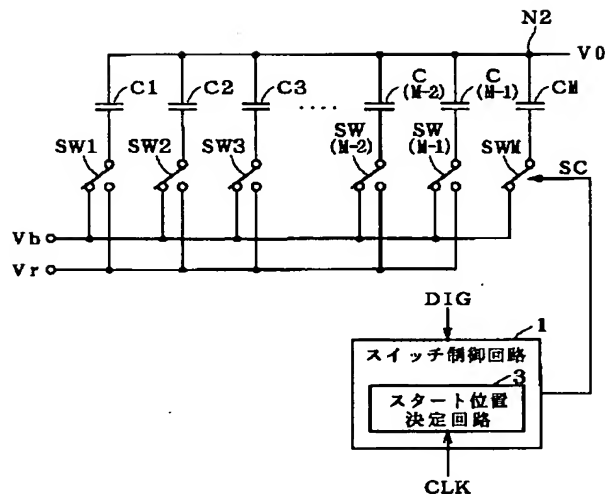 N2
V0
C1
C2
C3
C
(M-2)
C
(M-1)
CM
....
SW1
SW2
SW3
SW
(M-2)
SW
(M-1)
SWM
SC
Vb
Vr
DIG
1
スイッチ制御回路
3
スタート位置
決定回路
CLK